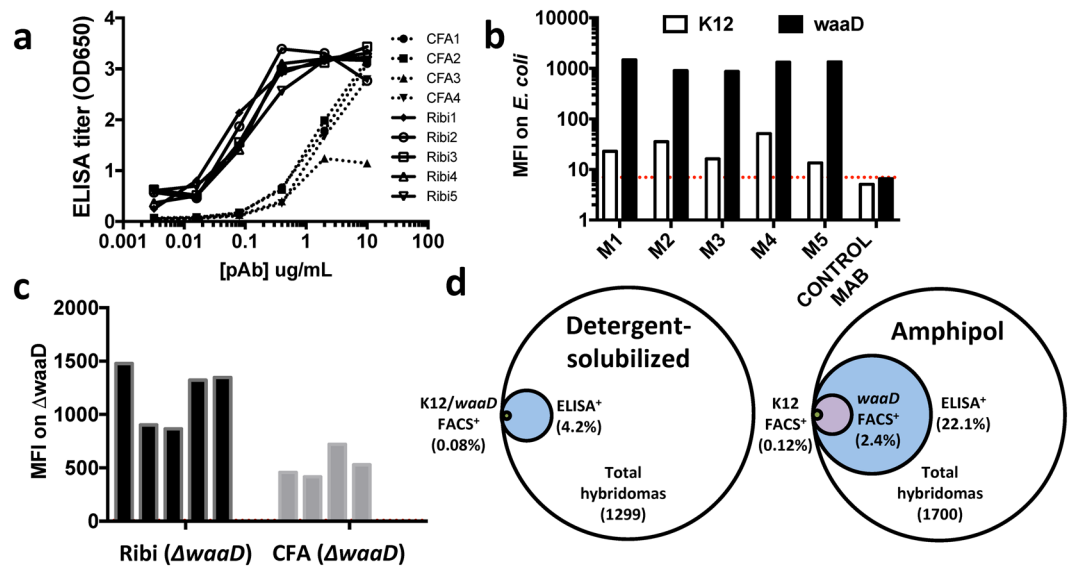 a
ELISA titer (OD650)
4
3
2
1
0
0.001
0.01
0.1
1
10
100
[pAb] ug/mL
CFA1
CFA2
CFA3
CFA4
Ribi1
Ribi2
Ribi3
Ribi4
Ribi5
b
K12
waaD
MFI on E. coli
10000
1000
100
10
1
M1
M2
M3
M4
M5
CONTROL
MAB
c
MFI on ΔwaaD
2000
1500
1000
500
0
Ribi (ΔwaaD)
CFA (ΔwaaD)
d
Detergent-
solubilized
K12/waaD
FACS⁺
(0.08%)
ELISA⁺
(4.2%)
Total
hybridomas
(1299)
Amphipol
K12
FACS⁺
(0.12%)
waaD
FACS⁺
(2.4%)
ELISA⁺
(22.1%)
Total
hybridomas
(1700)